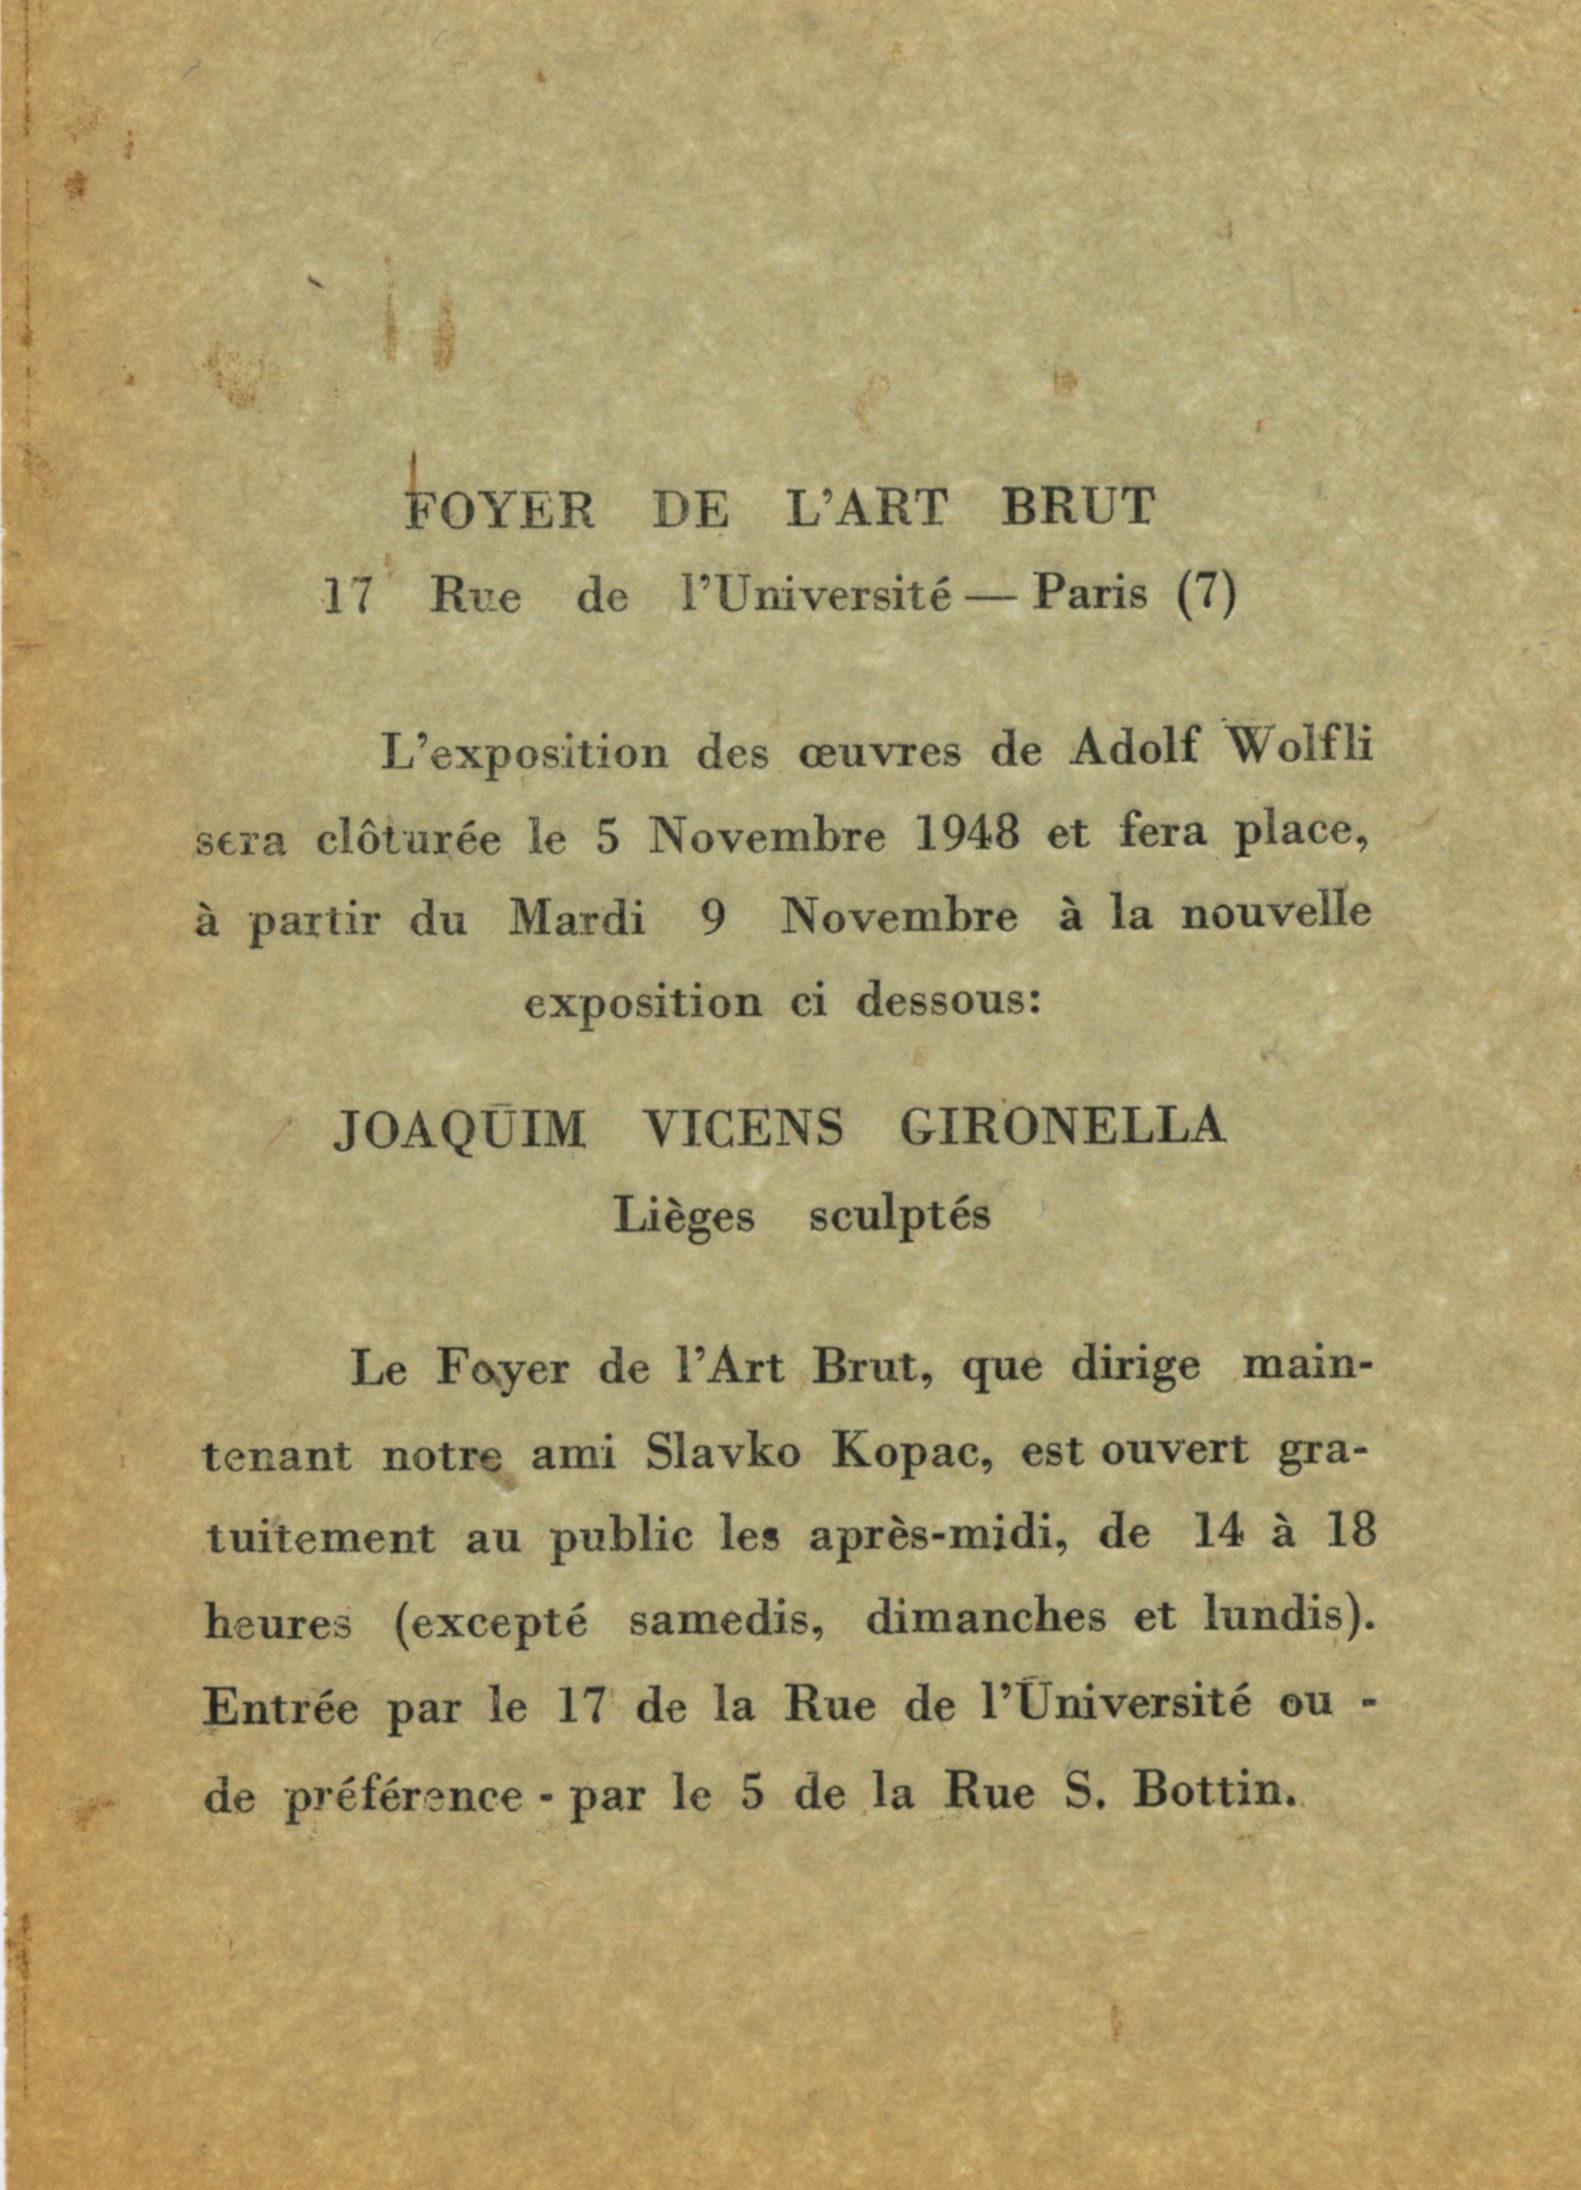 FOYER DE L'ART BRUT
17 Rue de l'Université — Paris (7)
L'exposition des œuvres de Adolf Wolfli
sera clôturée le 5 Novembre 1948 et fera place,
à partir du Mardi 9 Novembre à la nouvelle
exposition ci dessous:
JOAQUIM VICENS GIRONELLA
Lièges sculptés
Le Foyer de l'Art Brut, que dirige main-
tenant notre ami Slavko Kopac, est ouvert gra-
tuitement au public les après-midi, de 14 à 18
heures (excepté samedis, dimanches et lundis).
Entrée par le 17 de la Rue de l'Université ou -
de préférence - par le 5 de la Rue S. Bottin.